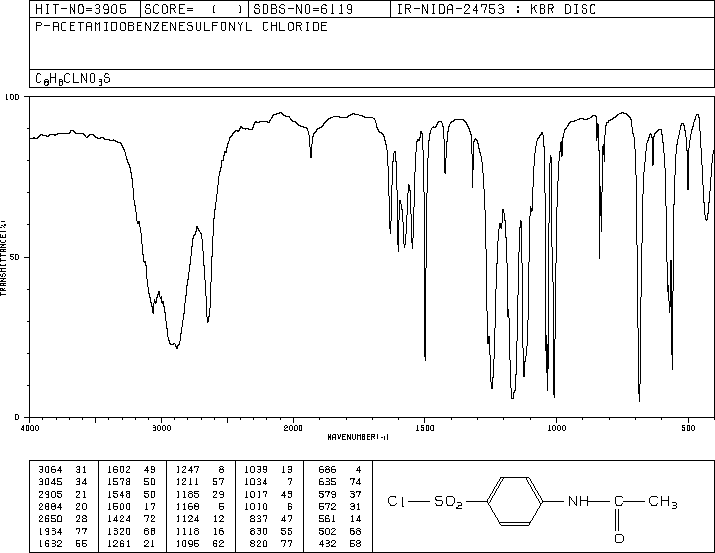 HIT-NO=3905 SCORE= ( ) SDBS-NO=6119 IR-NIDA-24753 : KBR DISC
P-ACETAMIDOBENZENESULFONYL CHLORIDE
C8H8CLNO3S
100
TRANSMITTANCE(%)
50
0
4000 3000 2000 1500 1000 500
WAVENUMBER(-1)
3064 31 1602 49 1247 8 1039 13 686 4
3045 34 1578 50 1211 57 1034 7 635 74
2905 21 1548 50 1185 29 1017 49 579 37
2884 20 1500 17 1168 5 1010 6 572 31
2650 28 1424 72 1124 12 837 47 561 14
1934 77 1320 68 1118 16 830 55 502 68
1632 55 1261 21 1095 62 820 77 432 58
Cl SO2 NH C CH3
O